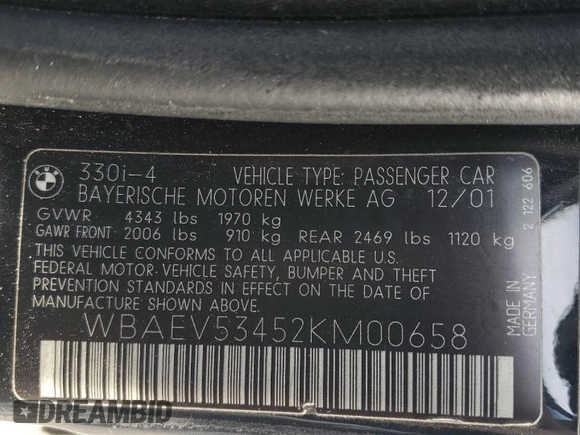 BMW
330i-4 VEHICLE TYPE: PASSENGER CAR
BAYERISCHE MOTOREN WERKE AG 12/01
GVWR 4343 lbs 1970 kg
GAWR FRONT 2006 lbs 910 kg REAR 2469 lbs 1120 kg
THIS VEHICLE CONFORMS TO ALL APPLICABLE U.S.
FEDERAL MOTOR VEHICLE SAFETY, BUMPER AND THEFT
PREVENTION STANDARDS IN EFFECT ON THE DATE OF
MANUFACTURE SHOWN ABOVE.
WBAEV53452KM00658
MADE IN
GERMANY 2 122 606
DREAMBID